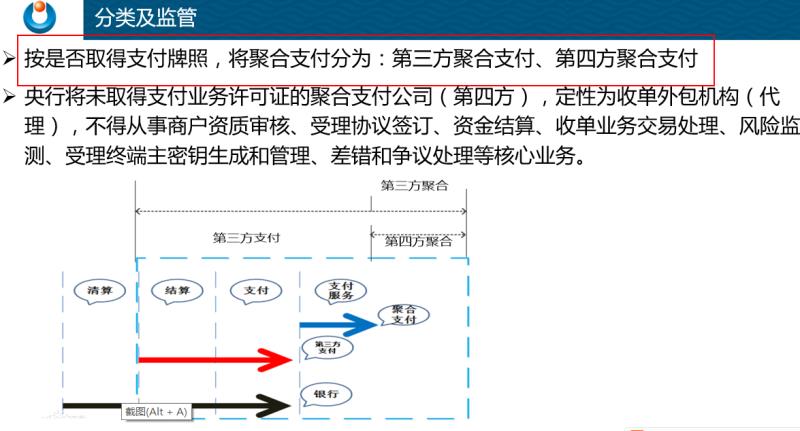 分类及监管
按是否取得支付牌照，将聚合支付分为：第三方聚合支付、第四方聚合支付
央行将未取得支付业务许可证的聚合支付公司（第四方），定性为收单外包机构（代
理），不得从事商户资质审核、受理协议签订、资金结算、收单业务交易处理、风险监
测、受理终端主密钥生成和管理、差错和争议处理等核心业务。
第三方聚合
第三方支付
第四方聚合
清算
结算
支付
支付
服务
聚合
支付
第三方
支付
银行
截图(Alt + A)